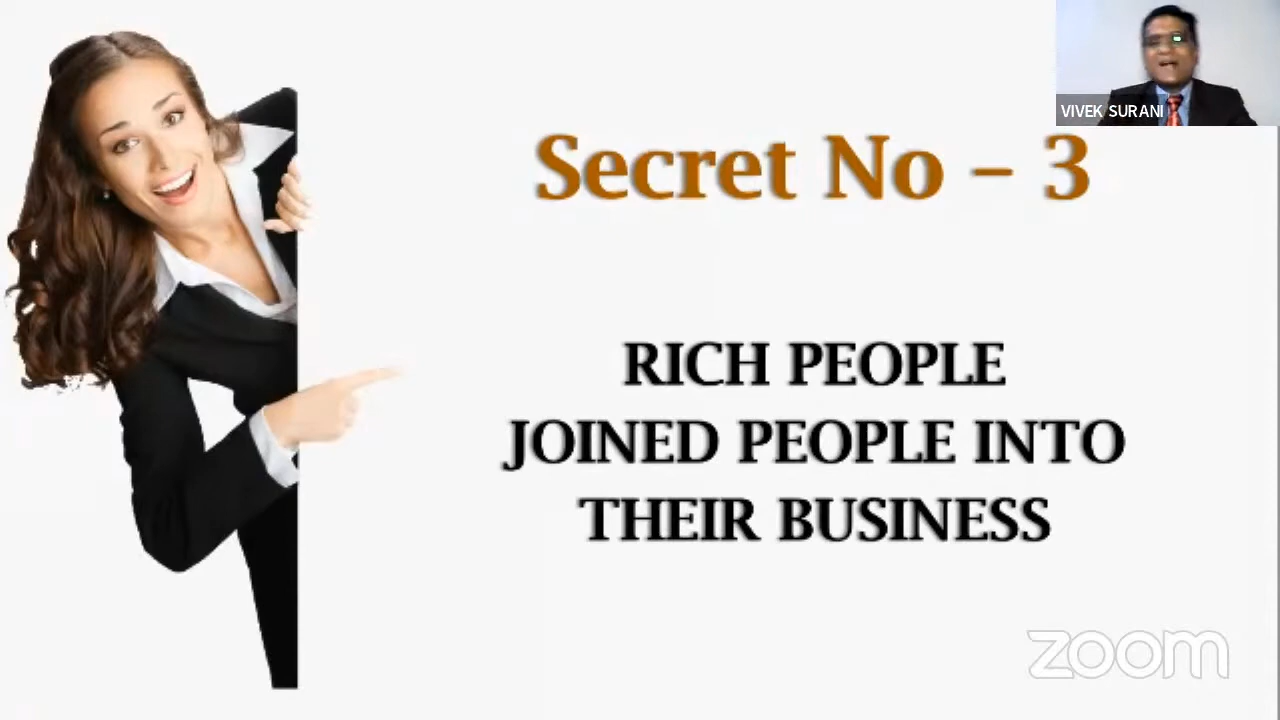 VIVEK SURANI
Secret No – 3
RICH PEOPLE
JOINED PEOPLE INTO
THEIR BUSINESS
zoom